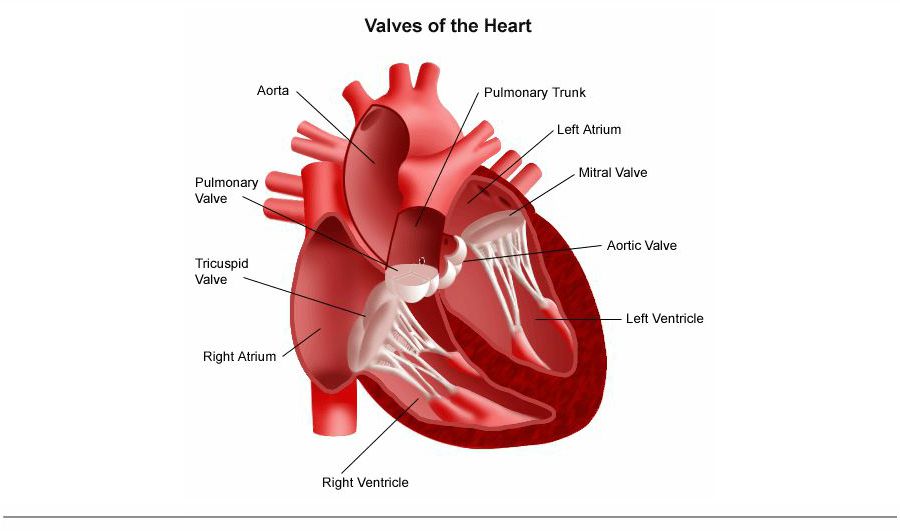 Valves of the Heart
Aorta
Pulmonary Trunk
Left Atrium
Mitral Valve
Pulmonary
Valve
Aortic Valve
Tricuspid
Valve
Left Ventricle
Right Atrium
Right Ventricle